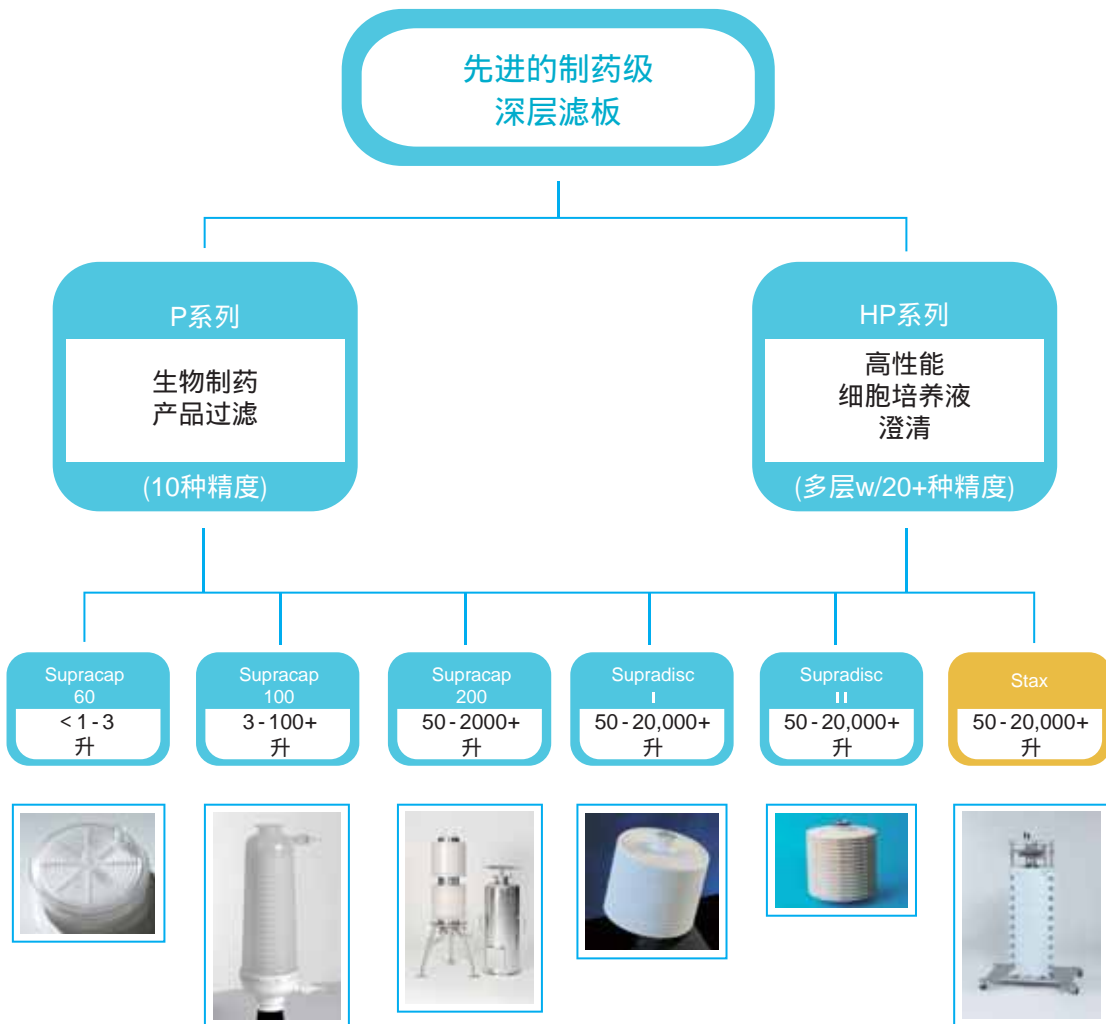 先进的制药级
深层滤板
P系列
生物制药
产品过滤
(10种精度)
HP系列
高性能
细胞培养液
澄清
(多层w/20+种精度)
Supracap
60
< 1 - 3
升
Supracap
100
3 - 100+
升
Supracap
200
50 - 2000+
升
Supradisc
I
50 - 20,000+
升
Supradisc
II
50 - 20,000+
升
Stax
50 - 20,000+
升